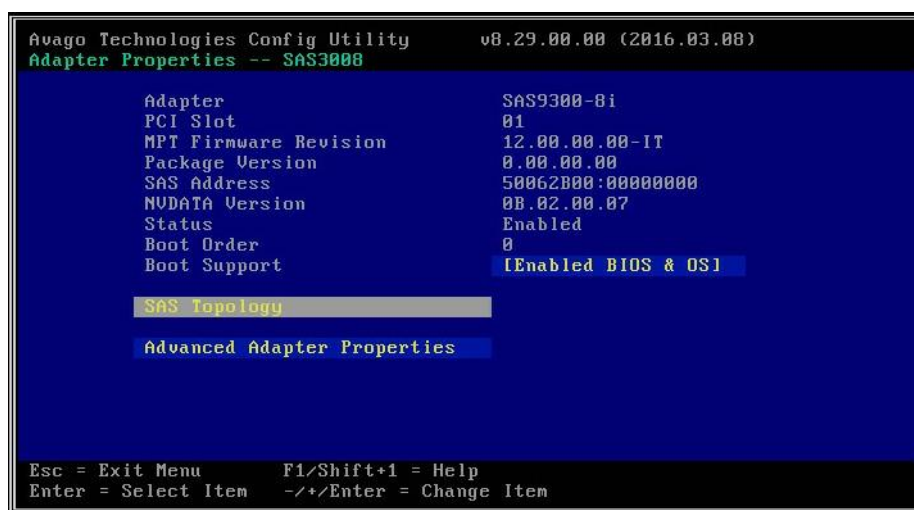 Avago Technologies Config Utility v8.29.00.00 (2016.03.08)
Adapter Properties -- SAS3008
Adapter SAS9300-8i
PCI Slot 01
MPT Firmware Revision 12.00.00.00-IT
Package Version 0.00.00.00
SAS Address 50062B00:00000000
NVDATA Version 0B.02.00.07
Status Enabled
Boot Order 0
Boot Support [Enabled BIOS & OS]
SAS Topology
Advanced Adapter Properties
Esc = Exit Menu F1/Shift+1 = Help
Enter = Select Item -/+/Enter = Change Item